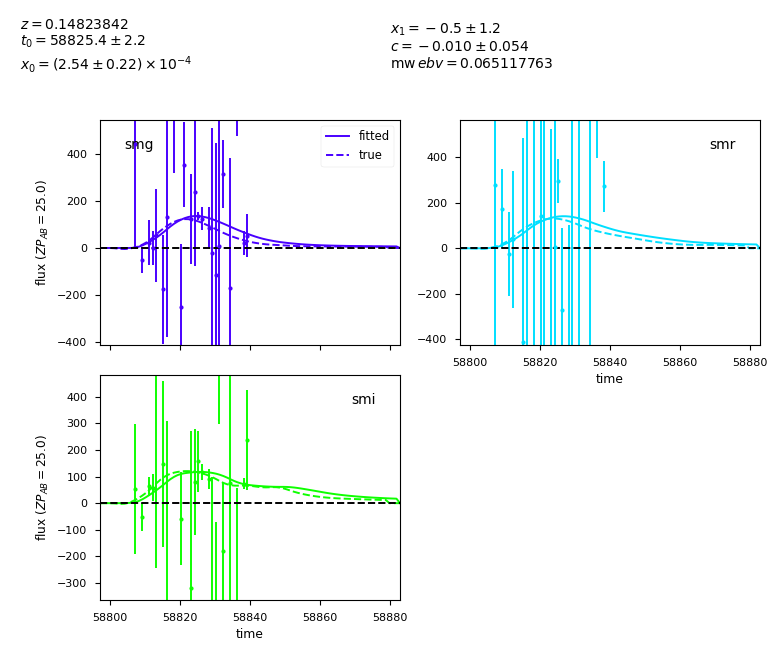 z = 0.14823842
t₀ = 58825.4 ± 2.2
x₀ = (2.54 ± 0.22) × 10⁻⁴
x₁ = −0.5 ± 1.2
c = −0.010 ± 0.054
mw ebv = 0.065117763
smg
fitted
true
400
200
0
−200
−400
flux (ZP_AB = 25.0)
smr
400
200
0
−200
−400
58800 58820 58840 58860 58880
time
smi
400
300
200
100
0
−100
−200
−300
flux (ZP_AB = 25.0)
58800 58820 58840 58860 58880
time